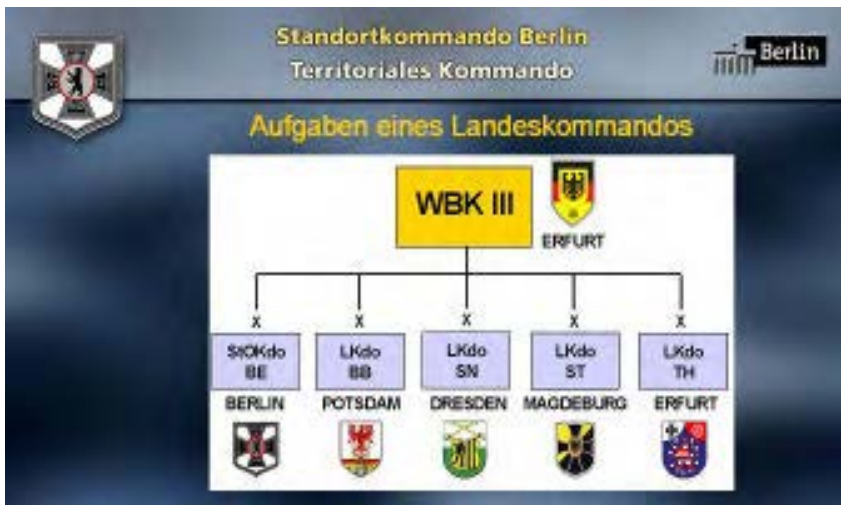 Standortkommando Berlin
Territoriales Kommando
Berlin
Aufgaben eines Landeskommandos
WBK III
ERFURT
X X X X X
StOKdo BE
LKdo BB
LKdo SN
LKdo ST
LKdo TH
BERLIN POTSDAM DRESDEN MAGDEBURG ERFURT